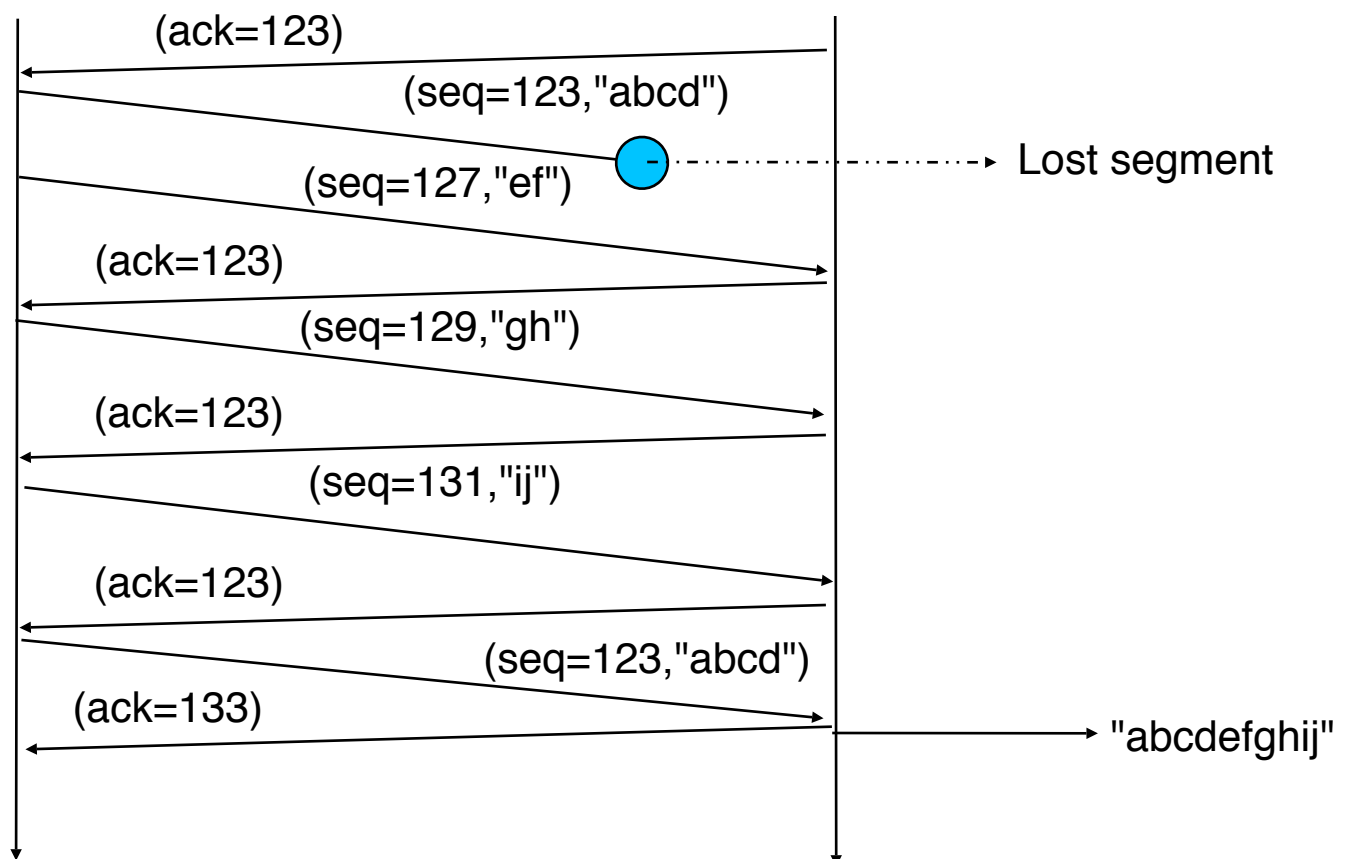 (ack=123)
(seq=123,"abcd")
Lost segment
(seq=127,"ef")
(ack=123)
(seq=129,"gh")
(ack=123)
(seq=131,"ij")
(ack=123)
(seq=123,"abcd")
(ack=133)
"abcdefghij"